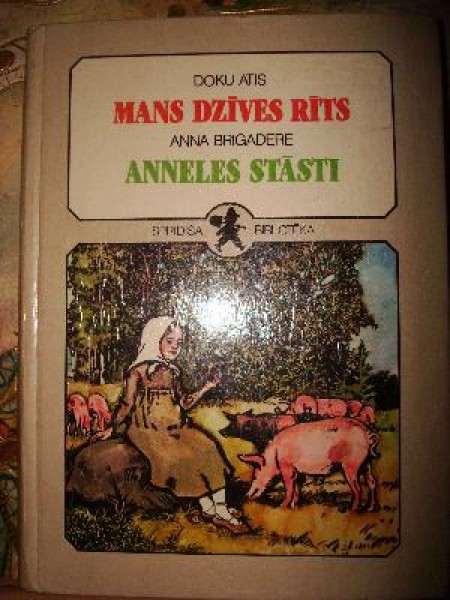 DOKU ATIS
MANS DZĪVES RĪTS
ANNA BRIGADERE
ANNELES STĀSTI
SPRĪDĪŠA BIBLIOTĒKA